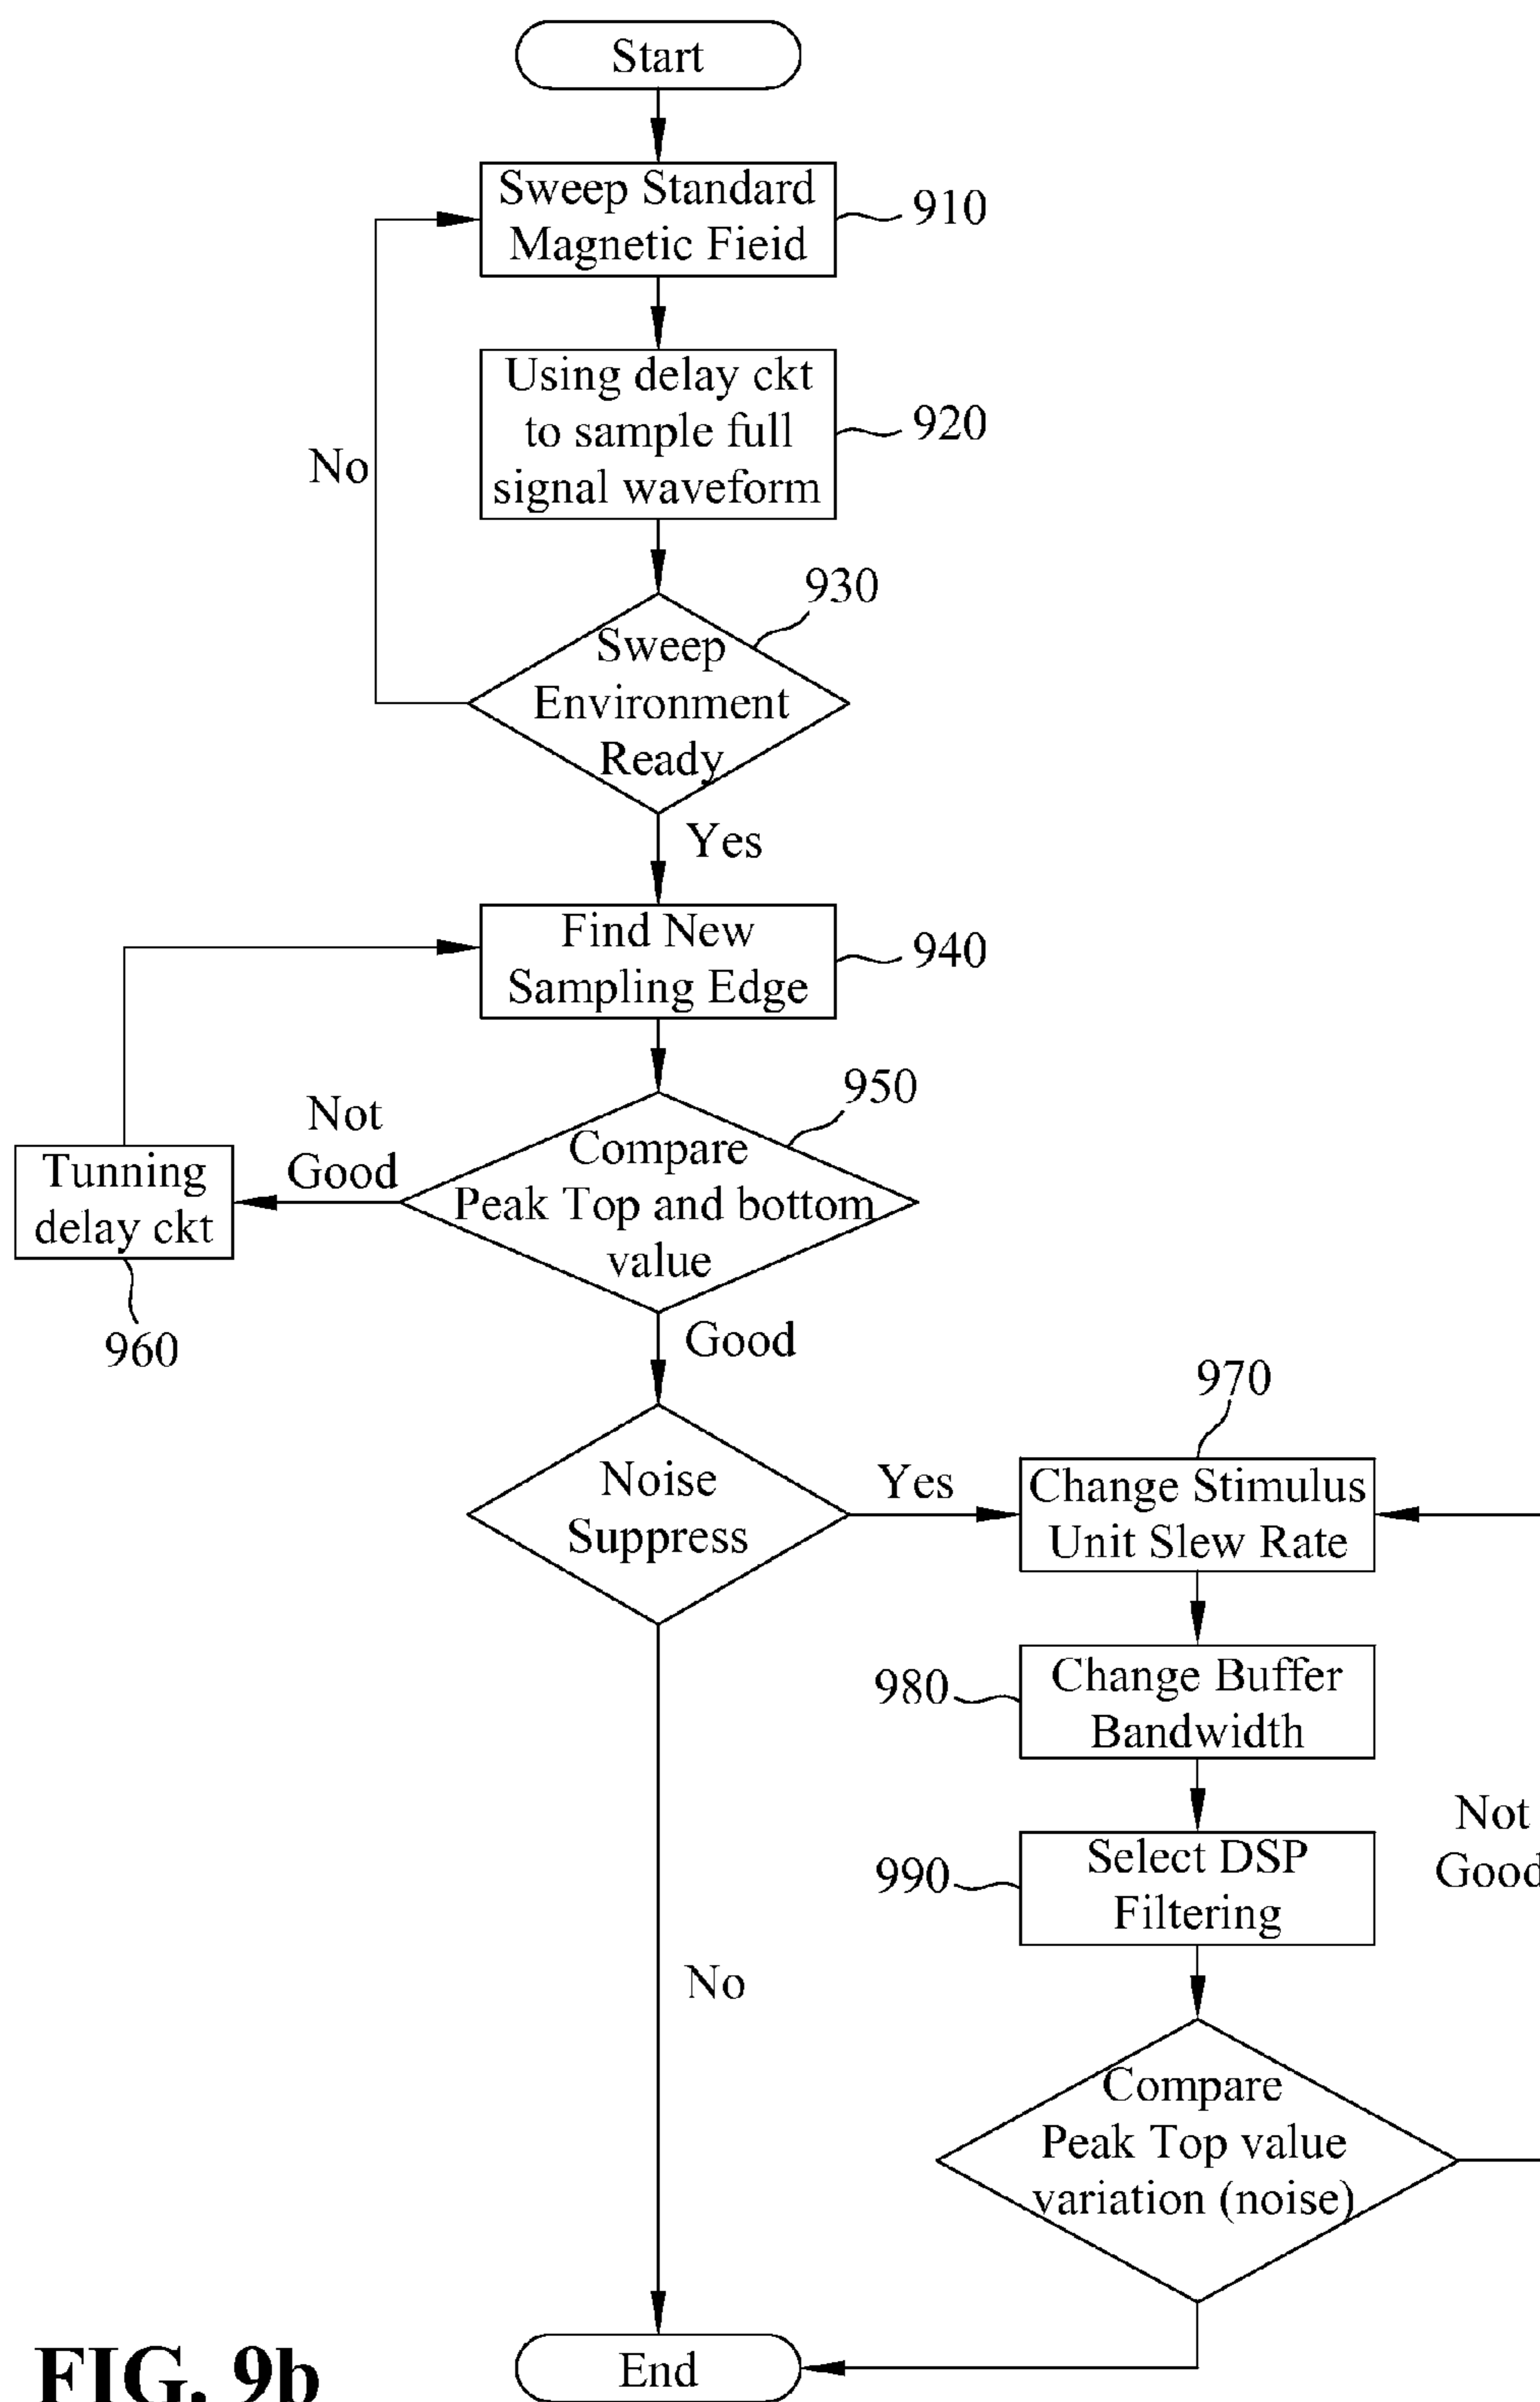 Start
Sweep Standard
Magnetic Fieid
910
Using delay ckt
to sample full
signal waveform
920
No
930
Sweep
Environment
Ready
Yes
Find New
Sampling Edge
940
950
Compare
Peak Top and bottom
value
Not
Good
Tunning
delay ckt
960
Good
Noise
Suppress
Yes
970
Change Stimulus
Unit Slew Rate
980
Change Buffer
Bandwidth
990
Select DSP
Filtering
Not
Good
No
Compare
Peak Top value
variation (noise)
End
FIG. 9b